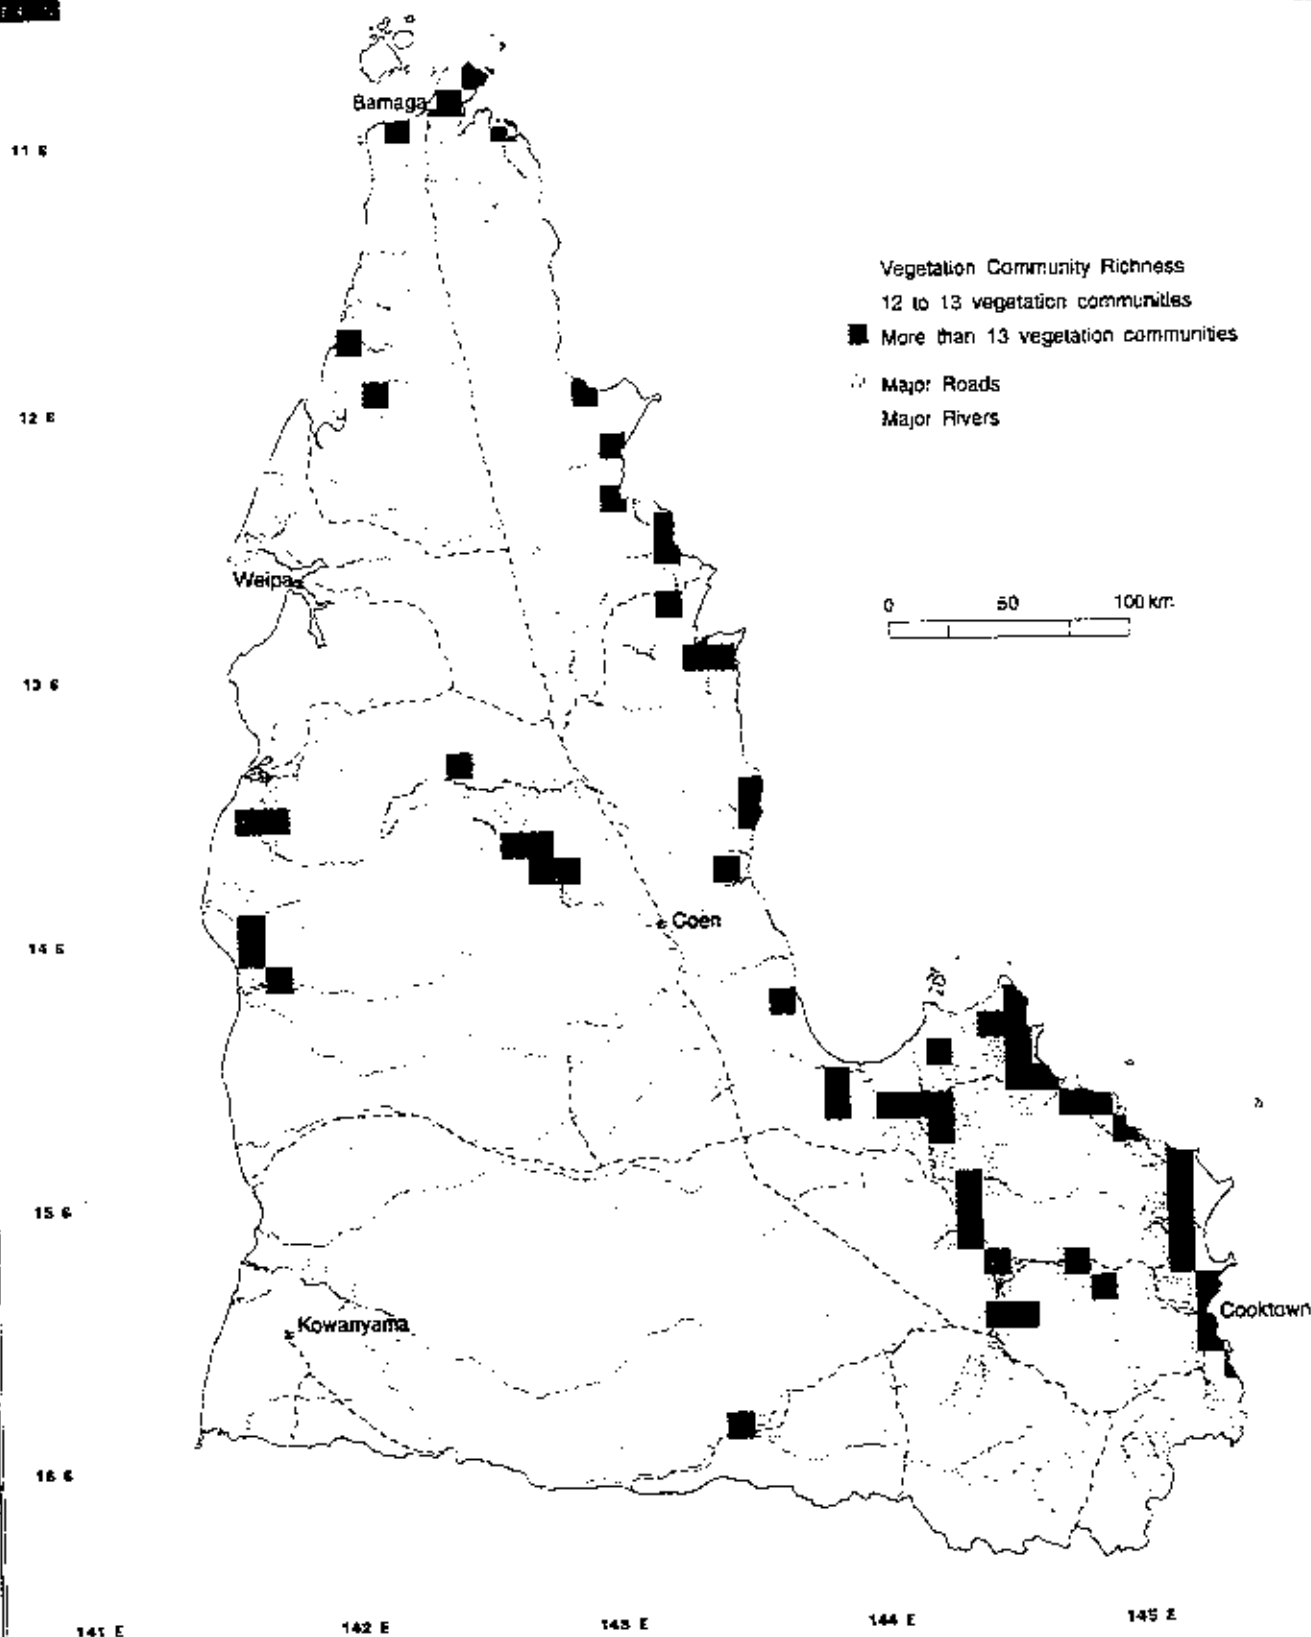 Bamaga
11 S
Vegetation Community Richness
12 to 13 vegetation communities
More than 13 vegetation communities
Major Roads
Major Rivers
12 S
Weipa
0 50 100 km
13 S
Coen
14 S
15 S
Cooktown
Kowanyama
16 S
141 E 142 E 143 E 144 E 145 E